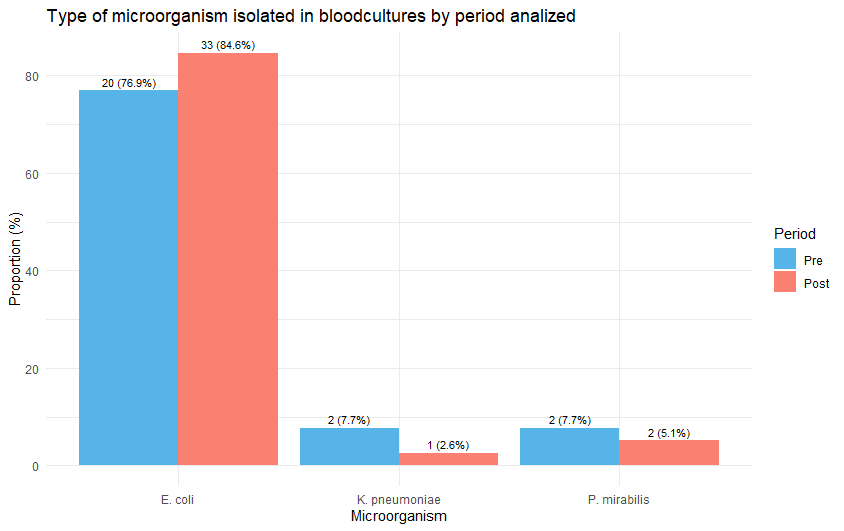 Type of microorganism isolated in bloodcultures by period analized
33 (84.6%)
20 (76.9%)
2 (7.7%)
1 (2.6%)
2 (7.7%)
2 (5.1%)
80
60
40
20
0
Proportion (%)
E. coli
K. pneumoniae
P. mirabilis
Microorganism
Period
Pre
Post